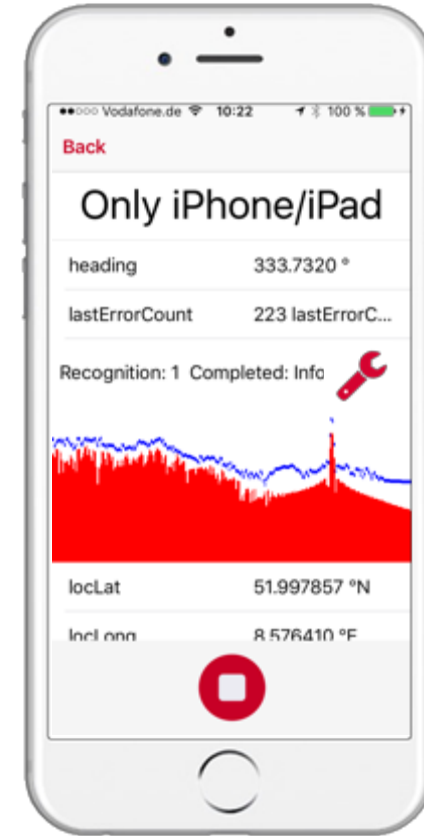 Vodafone.de 10:22 100 %
Back
Only iPhone/iPad
heading 333.7320 °
lastErrorCount 223 lastErrorC...
Recognition: 1 Completed: Info
locLat 51.997857 °N
locLong 8.576410 °E